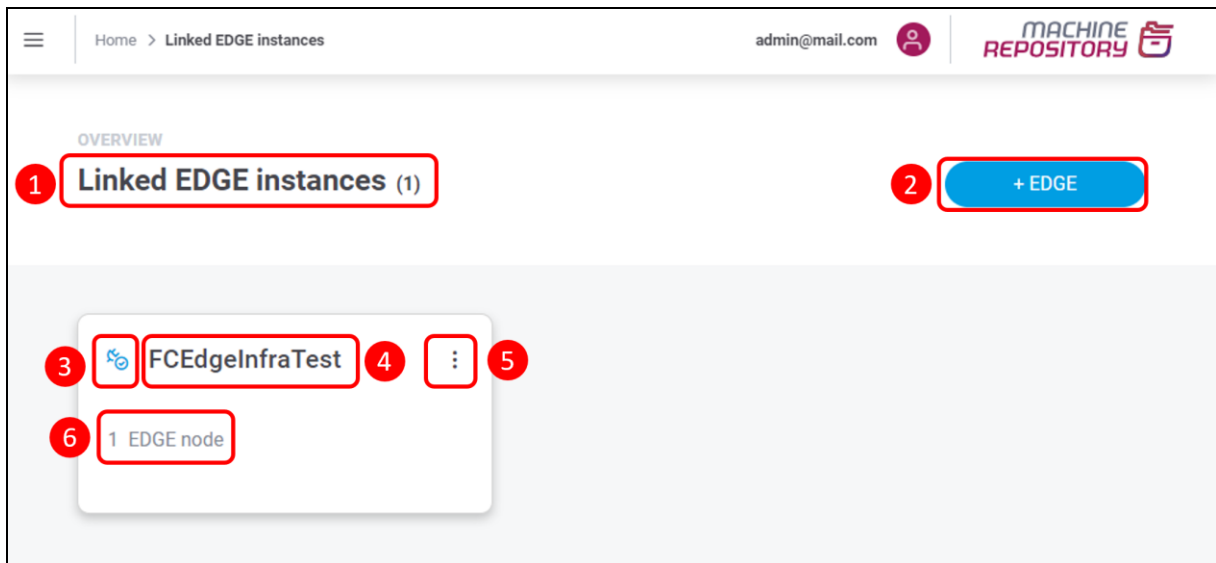 Home > Linked EDGE instances
admin@mail.com
MACHINE
REPOSITORY
OVERVIEW
1 Linked EDGE instances (1)
2 + EDGE
3 FCEdgeInfraTest 4 5
6 1 EDGE node